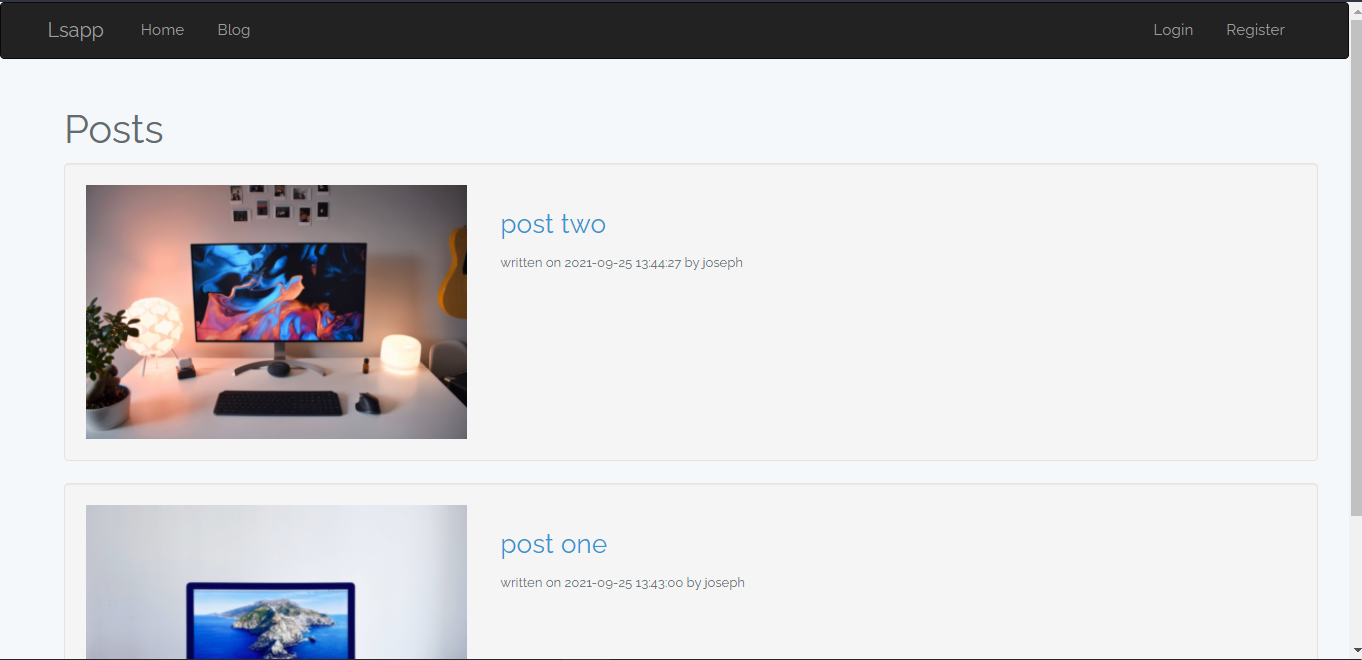 Lsapp Home Blog Login Register
Posts
post two
written on 2021-09-25 13:44:27 by joseph
post one
written on 2021-09-25 13:43:00 by joseph